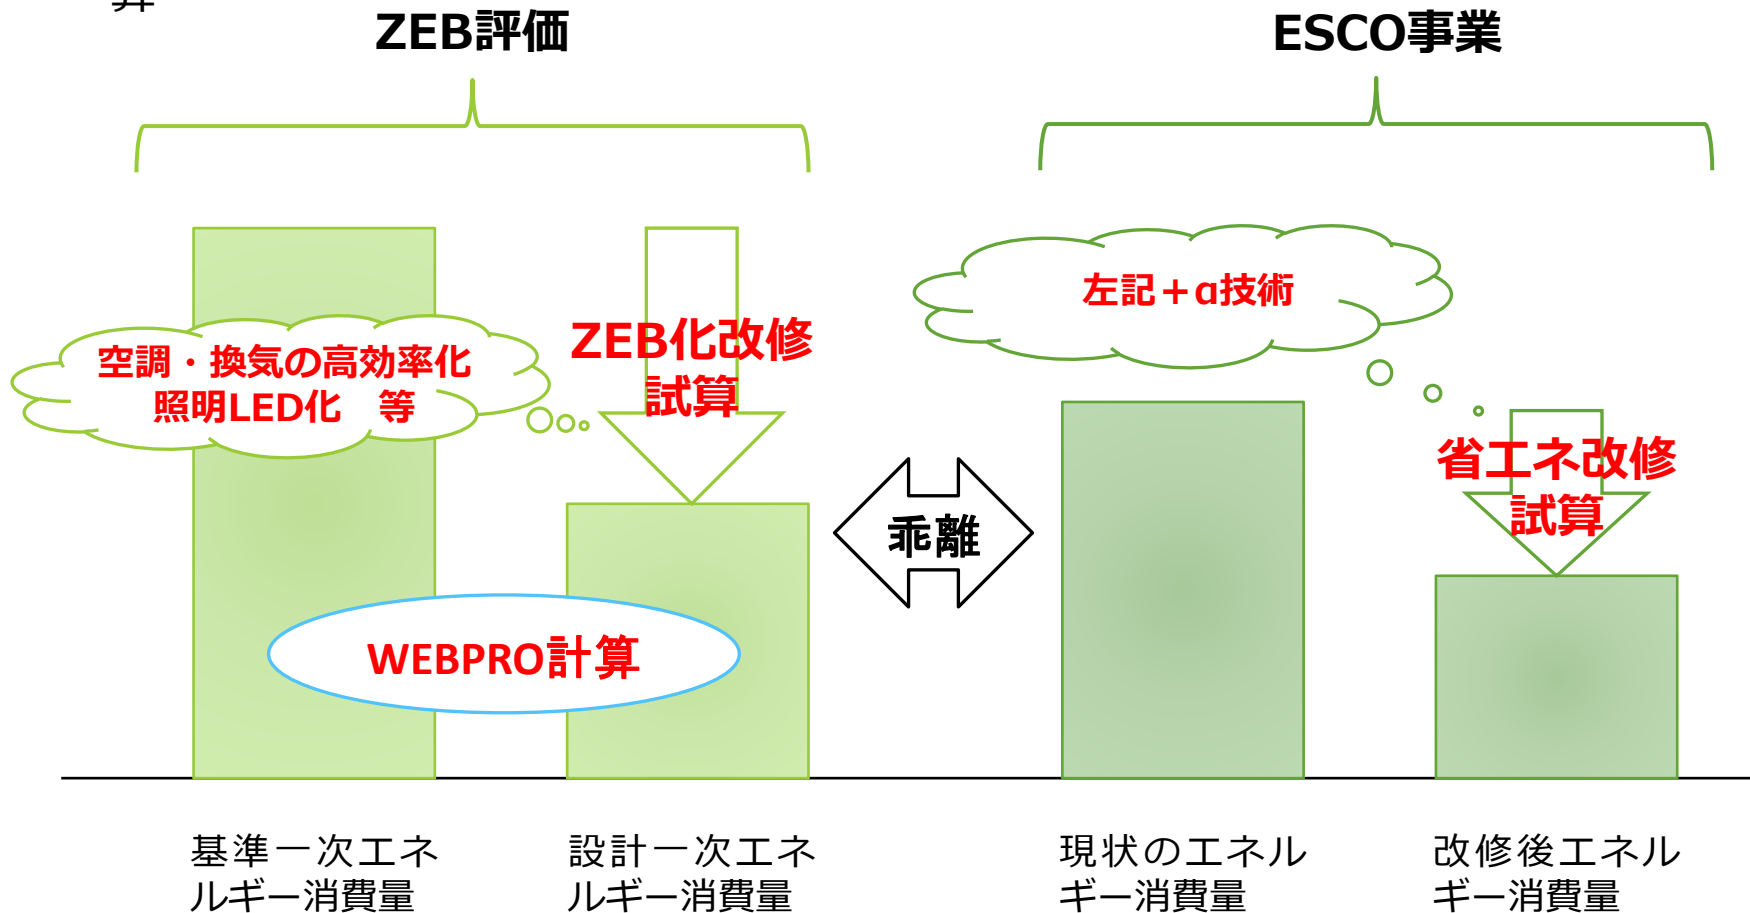 ZEB評価
ESCO事業
空調・換気の高効率化
照明LED化　等
ZEB化改修
試算
左記＋α技術
省エネ改修
試算
乖離
WEBPRO計算
基準一次エネ
ルギー消費量
設計一次エネ
ルギー消費量
現状のエネル
ギー消費量
改修後エネル
ギー消費量